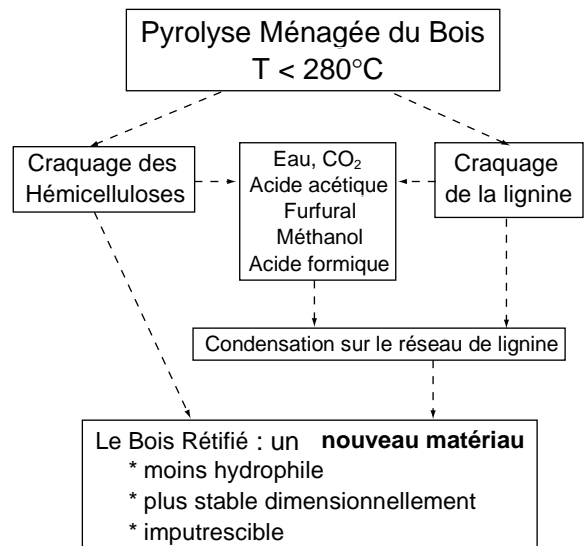 Pyrolyse Ménagée du Bois
T < 280°C
Craquage des
Hémicelluloses
Eau, CO₂
Acide acétique
Furfural
Méthanol
Acide formique
Craquage
de la lignine
Condensation sur le réseau de lignine
Le Bois Rétifié : un nouveau matériau
* moins hydrophile
* plus stable dimensionnellement
* imputrescible